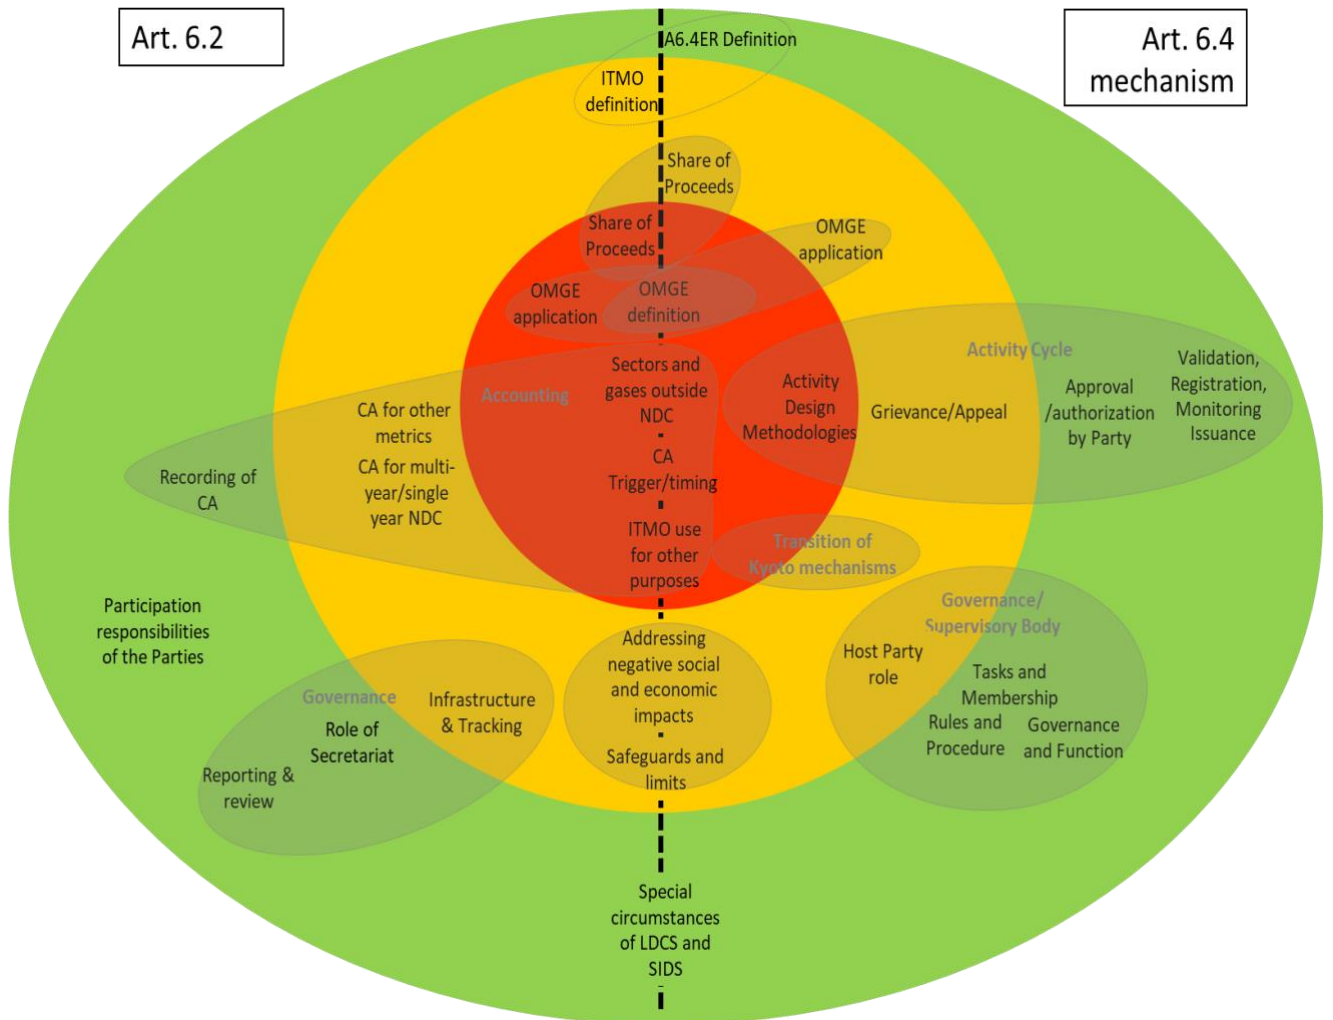 Art. 6.2
Art. 6.4
mechanism
A6.4ER Definition
ITMO
definition
Share of
Proceeds
Share of
Proceeds
OMGE
application
OMGE
application
OMGE
definition
Accounting
Sectors and
gases outside
NDC
CA
Trigger/timing
ITMO use
for other
purposes
CA for other
metrics
CA for multi-
year/single
year NDC
Recording of
CA
Activity Cycle
Activity
Design
Methodologies
Grievance/Appeal
Approval
/authorization
by Party
Validation,
Registration,
Monitoring
Issuance
Transition of
Kyoto mechanisms
Participation
responsibilities
of the Parties
Governance
Role of
Secretariat
Infrastructure
& Tracking
Reporting &
review
Addressing
negative social
and economic
impacts
Safeguards and
limits
Governance/
Supervisory Body
Host Party
role
Tasks and
Membership
Rules and
Procedure
Governance
and Function
Special
circumstances
of LDCS and
SIDS